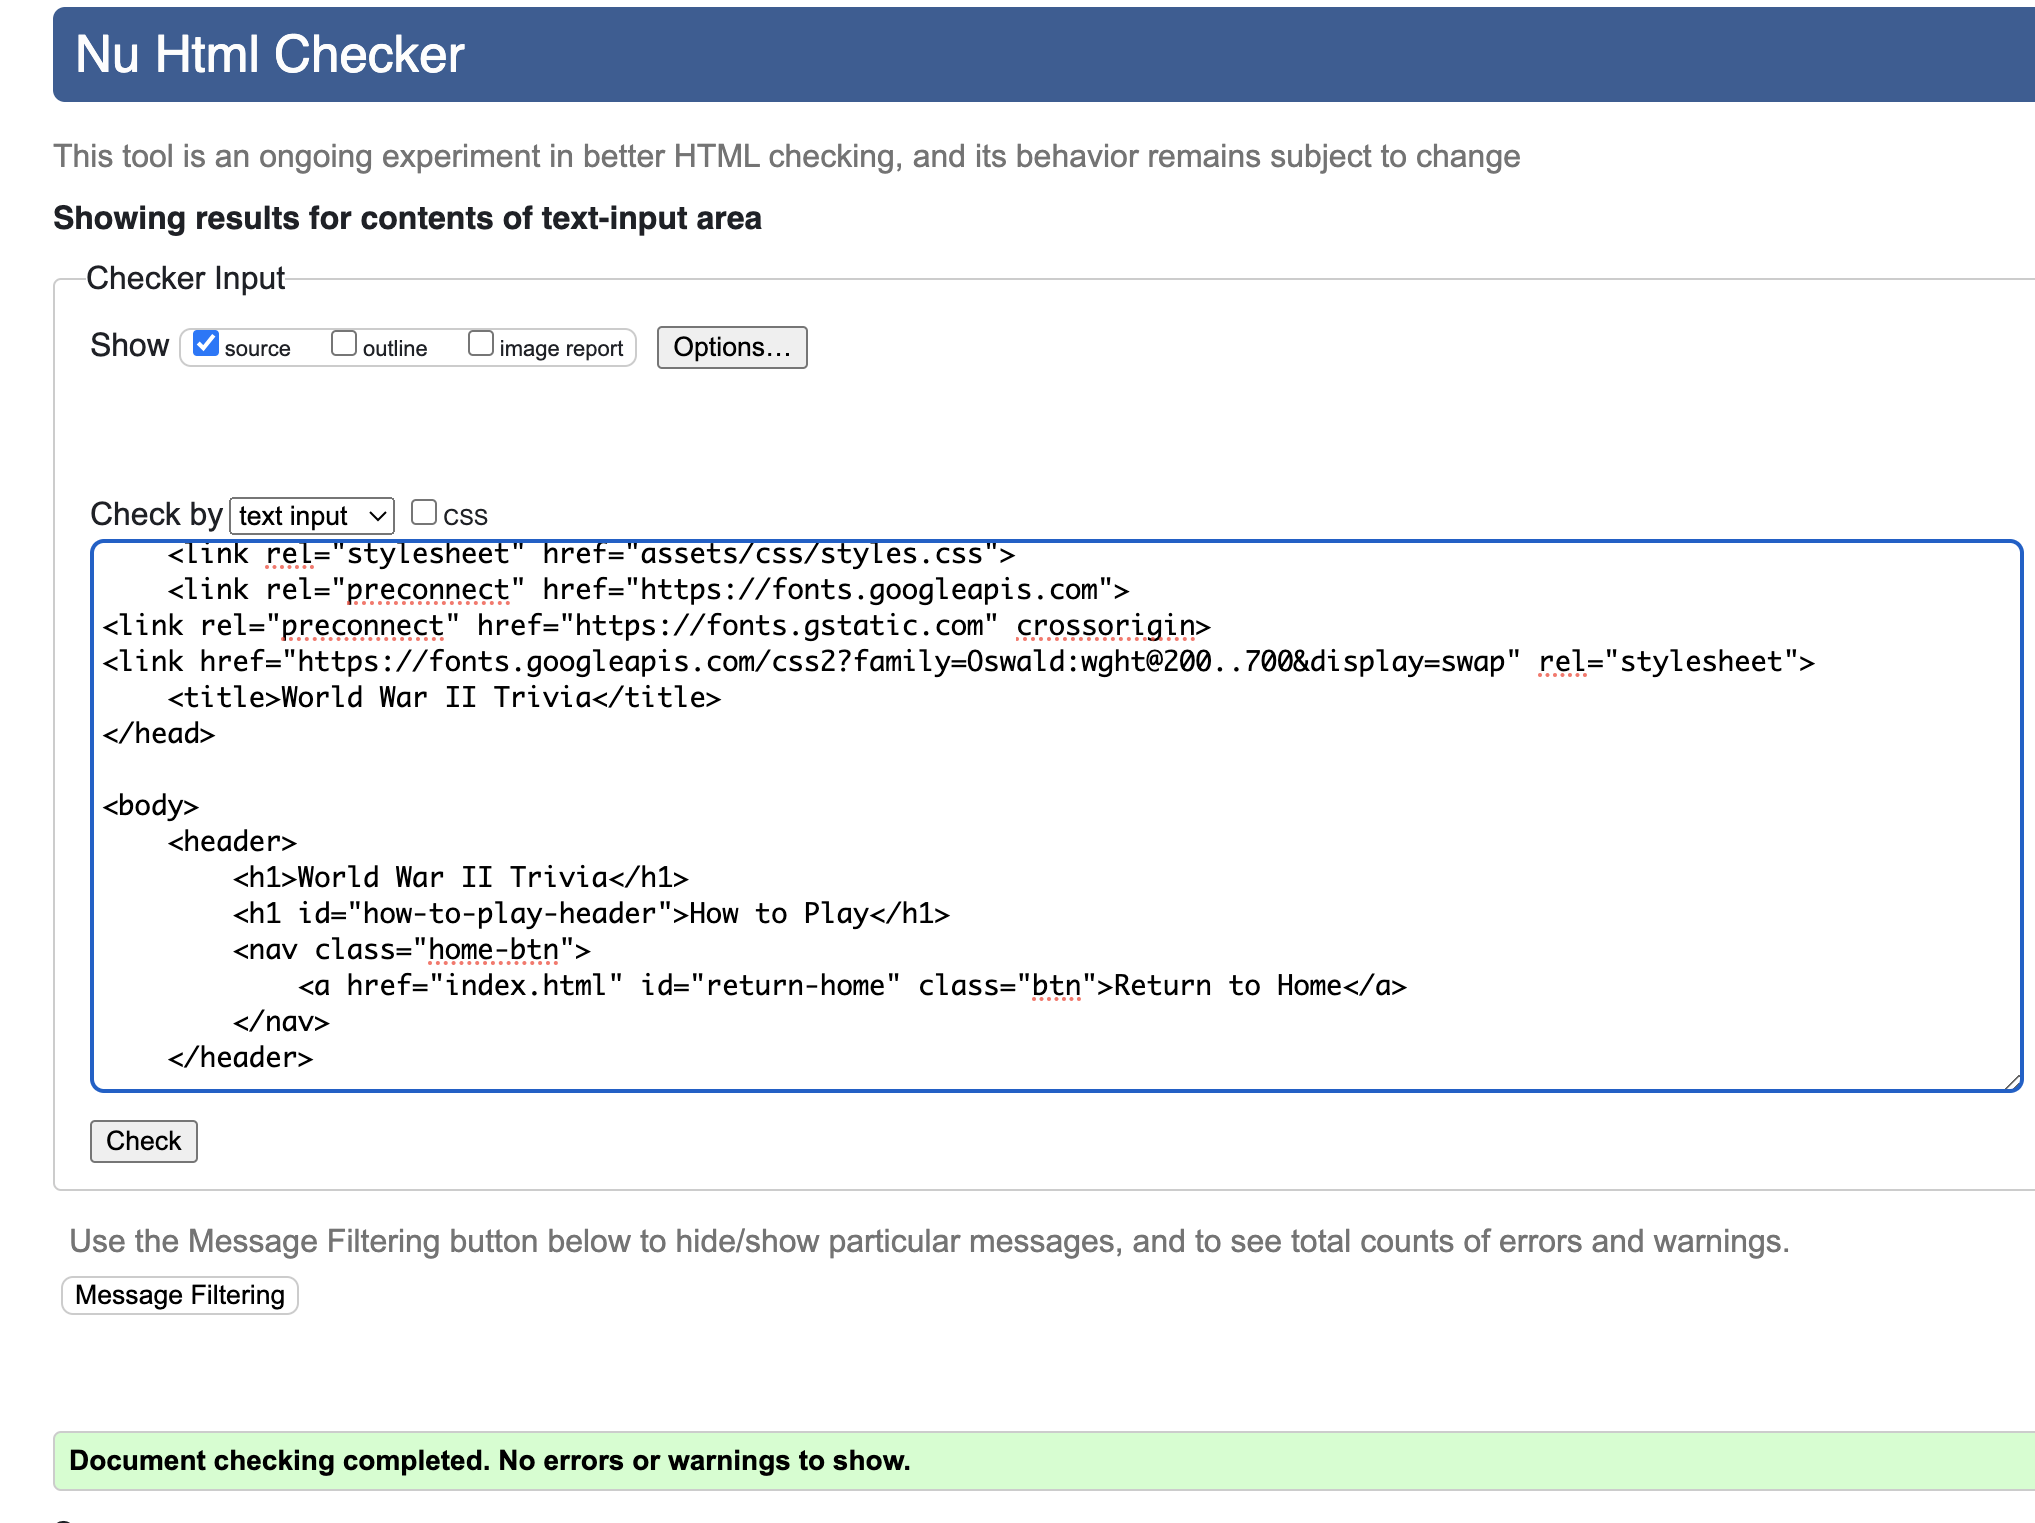 Nu Html Checker
This tool is an ongoing experiment in better HTML checking, and its behavior remains subject to change
Showing results for contents of text-input area
Checker Input
Show source outline image report Options...
Check by text input CSS
    <link rel="stylesheet" href="assets/css/styles.css">
    <link rel="preconnect" href="https://fonts.googleapis.com">
<link rel="preconnect" href="https://fonts.gstatic.com" crossorigin>
<link href="https://fonts.googleapis.com/css2?family=Oswald:wght@200..700&display=swap" rel="stylesheet">
    <title>World War II Trivia</title>
</head>
<body>
    <header>
        <h1>World War II Trivia</h1>
        <h1 id="how-to-play-header">How to Play</h1>
        <nav class="home-btn">
            <a href="index.html" id="return-home" class="btn">Return to Home</a>
        </nav>
    </header>
Check
Use the Message Filtering button below to hide/show particular messages, and to see total counts of errors and warnings.
Message Filtering
Document checking completed. No errors or warnings to show.